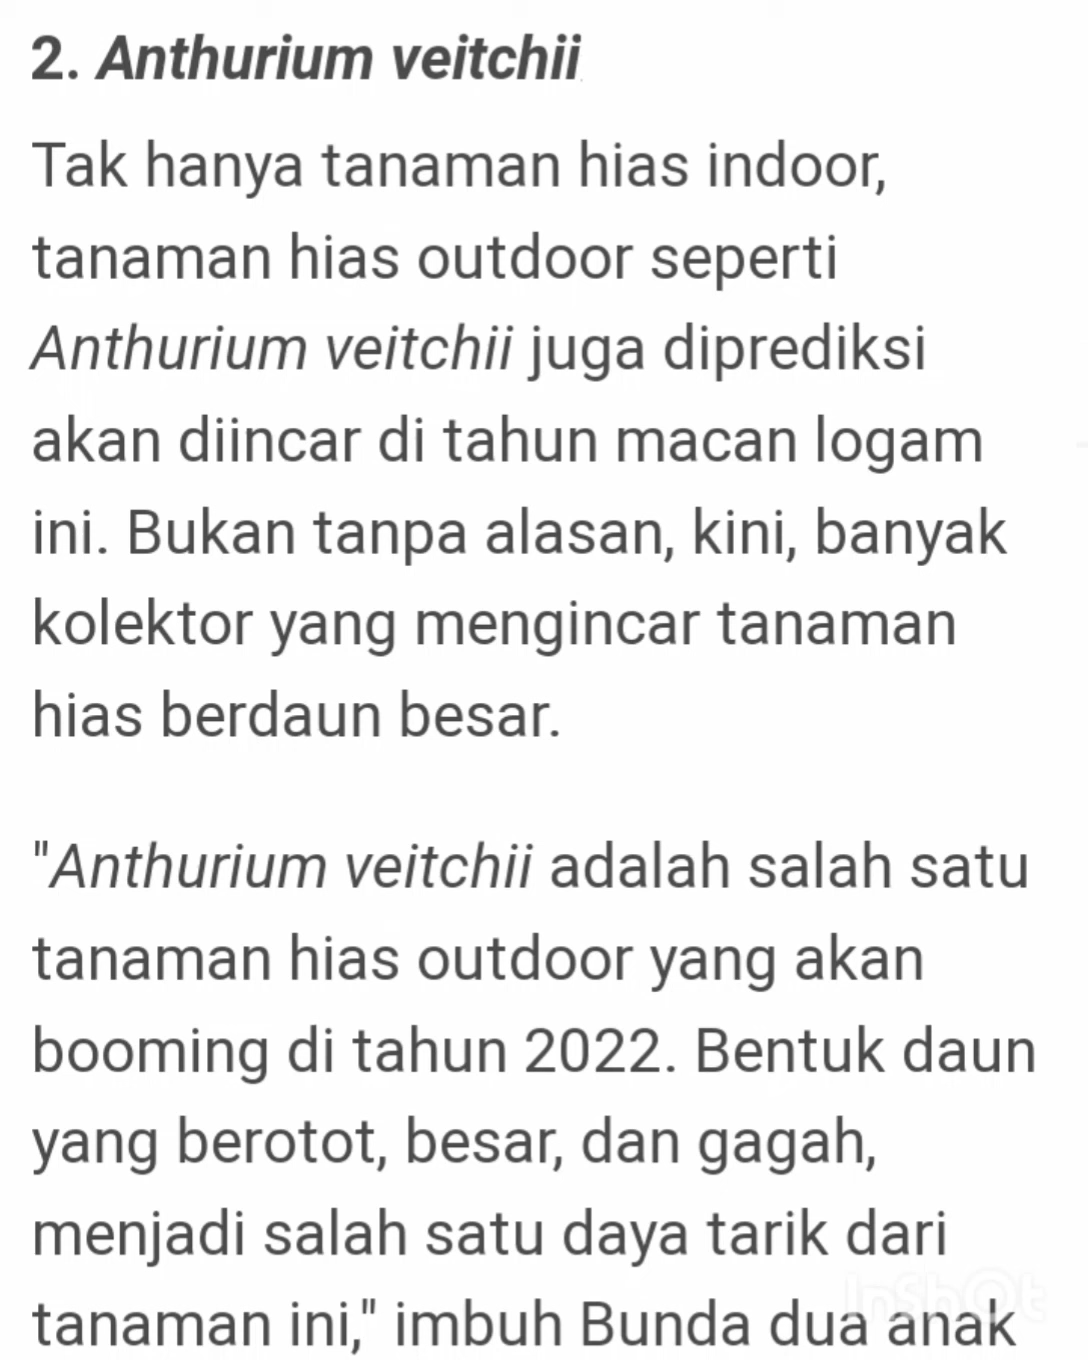 2. Anthurium veitchii
Tak hanya tanaman hias indoor,
tanaman hias outdoor seperti
Anthurium veitchii juga diprediksi
akan diincar di tahun macan logam
ini. Bukan tanpa alasan, kini, banyak
kolektor yang mengincar tanaman
hias berdaun besar.
"Anthurium veitchii adalah salah satu
tanaman hias outdoor yang akan
booming di tahun 2022. Bentuk daun
yang berotot, besar, dan gagah,
menjadi salah satu daya tarik dari
tanaman ini," imbuh Bunda dua anak
InShOt